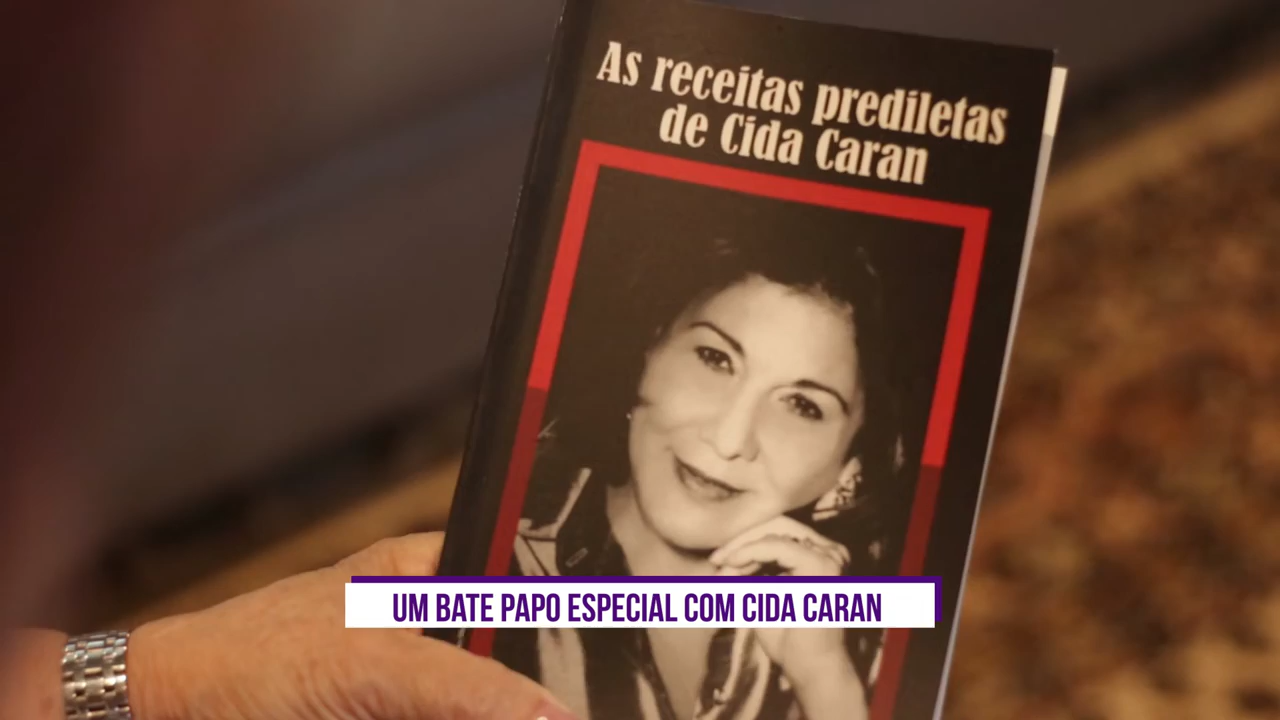 As receitas prediletas
de Cida Caran
UM BATE PAPO ESPECIAL COM CIDA CARAN